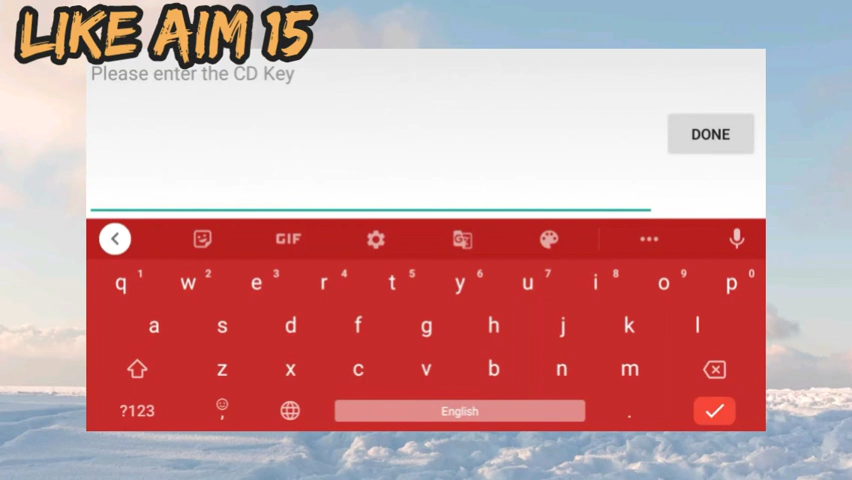 LIKE AIM 15
Please enter the CD Key
DONE
GIF
q 1 w 2 e 3 r 4 t 5 y 6 u 7 i 8 o 9 p 0
a s d f g h j k l
z x c v b n m
?123 , English .